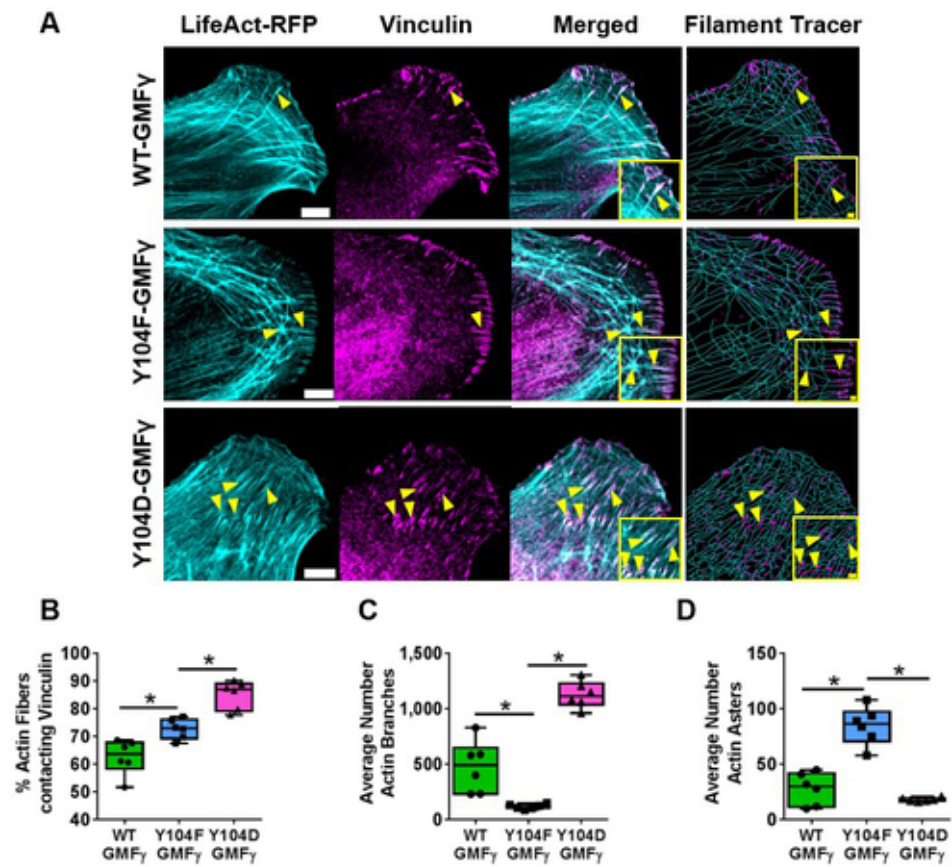 A
LifeAct-RFP Vinculin Merged Filament Tracer
WT-GMFγ
Y104F-GMFγ
Y104D-GMFγ
B
% Actin Fibers
contacting Vinculin
100
90
80
70
60
50
40
*
*
WT Y104F Y104D
GMFγ GMFγ GMFγ
C
Average Number
Actin Branches
1,500
1,000
500
0
*
*
WT Y104F Y104D
GMFγ GMFγ GMFγ
D
Average Number
Actin Asters
150
100
50
0
*
*
WT Y104F Y104D
GMFγ GMFγ GMFγ